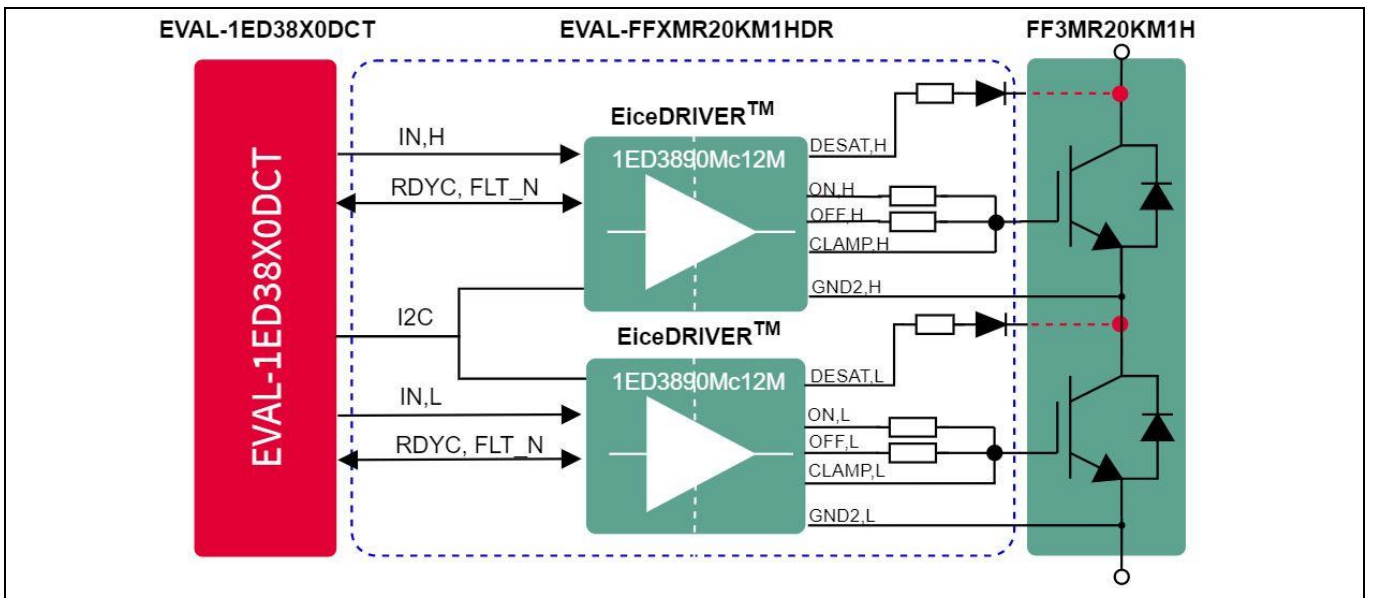 EVAL-1ED38X0DCT
EVAL-FFXMR20KM1HDR
FF3MR20KM1H
EVAL-1ED38X0DCT
IN,H
RDYC, FLT_N
I2C
IN,L
RDYC, FLT_N
EiceDRIVER™
1ED3890Mc12M
DESAT,H
ON,H
OFF,H
CLAMP,H
GND2,H
EiceDRIVER™
1ED3890Mc12M
DESAT,L
ON,L
OFF,L
CLAMP,L
GND2,L